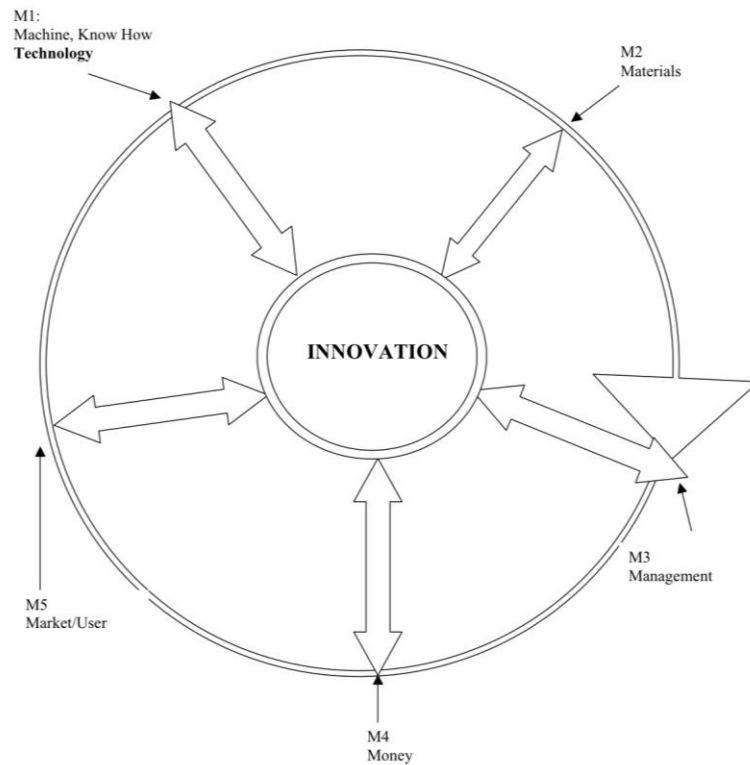 M1:
Machine, Know How
Technology
M2
Materials
INNOVATION
M3
Management
M5
Market/User
M4
Money